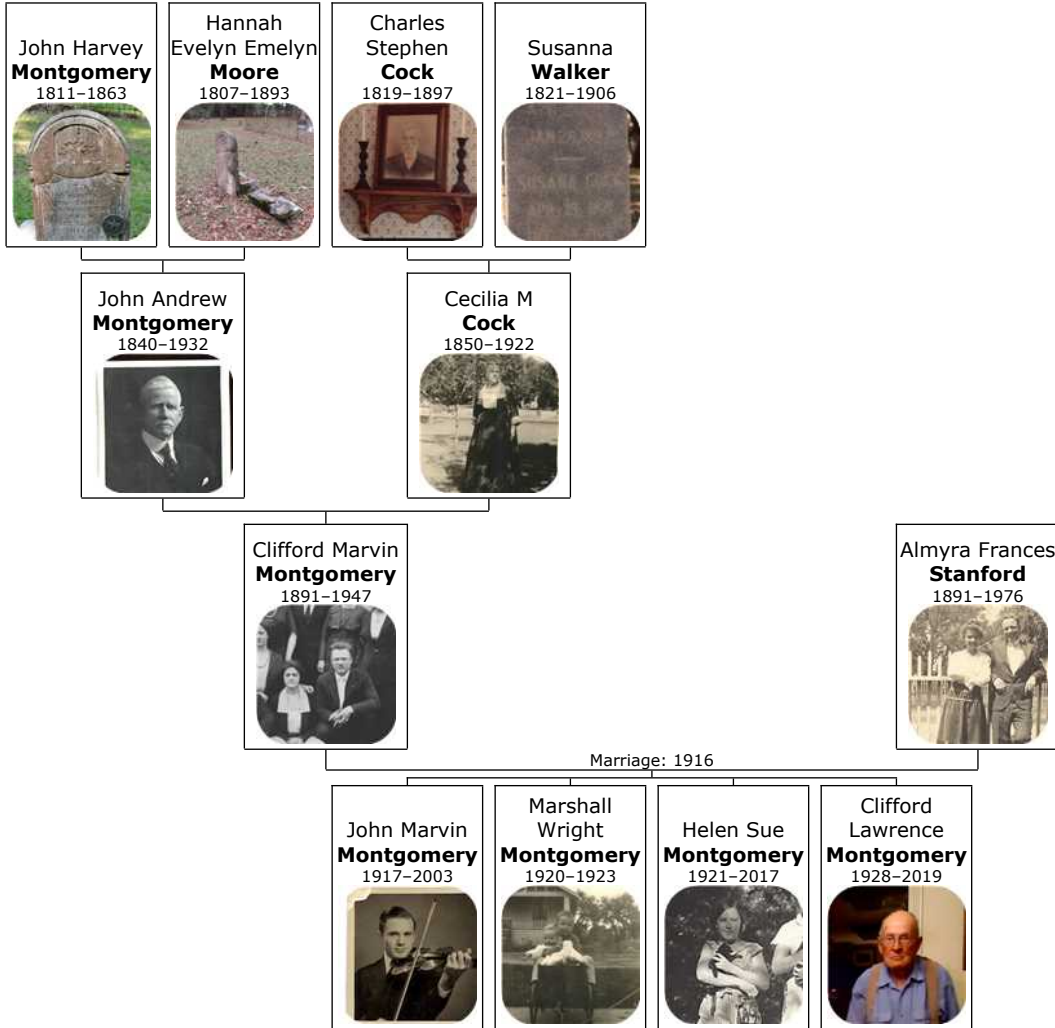 John Harvey
Montgomery
1811–1863
Hannah
Evelyn Emelyn
Moore
1807–1893
Charles
Stephen
Cock
1819–1897
Susanna
Walker
1821–1906
SUSANA COCK
John Andrew
Montgomery
1840–1932
Cecilia M
Cock
1850–1922
Clifford Marvin
Montgomery
1891–1947
Almyra Frances
Stanford
1891–1976
Marriage: 1916
John Marvin
Montgomery
1917–2003
Marshall
Wright
Montgomery
1920–1923
Helen Sue
Montgomery
1921–2017
Clifford
Lawrence
Montgomery
1928–2019